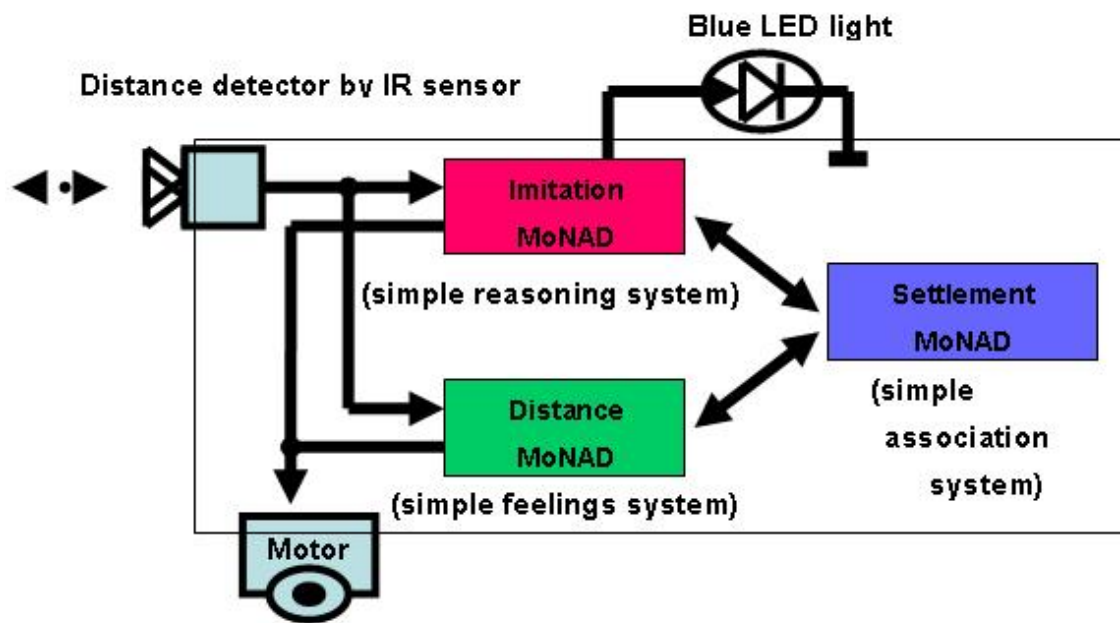 Blue LED light
Distance detector by IR sensor
Imitation
MoNAD
(simple reasoning system)
Settlement
MoNAD
(simple
association
system)
Distance
MoNAD
(simple feelings system)
Motor